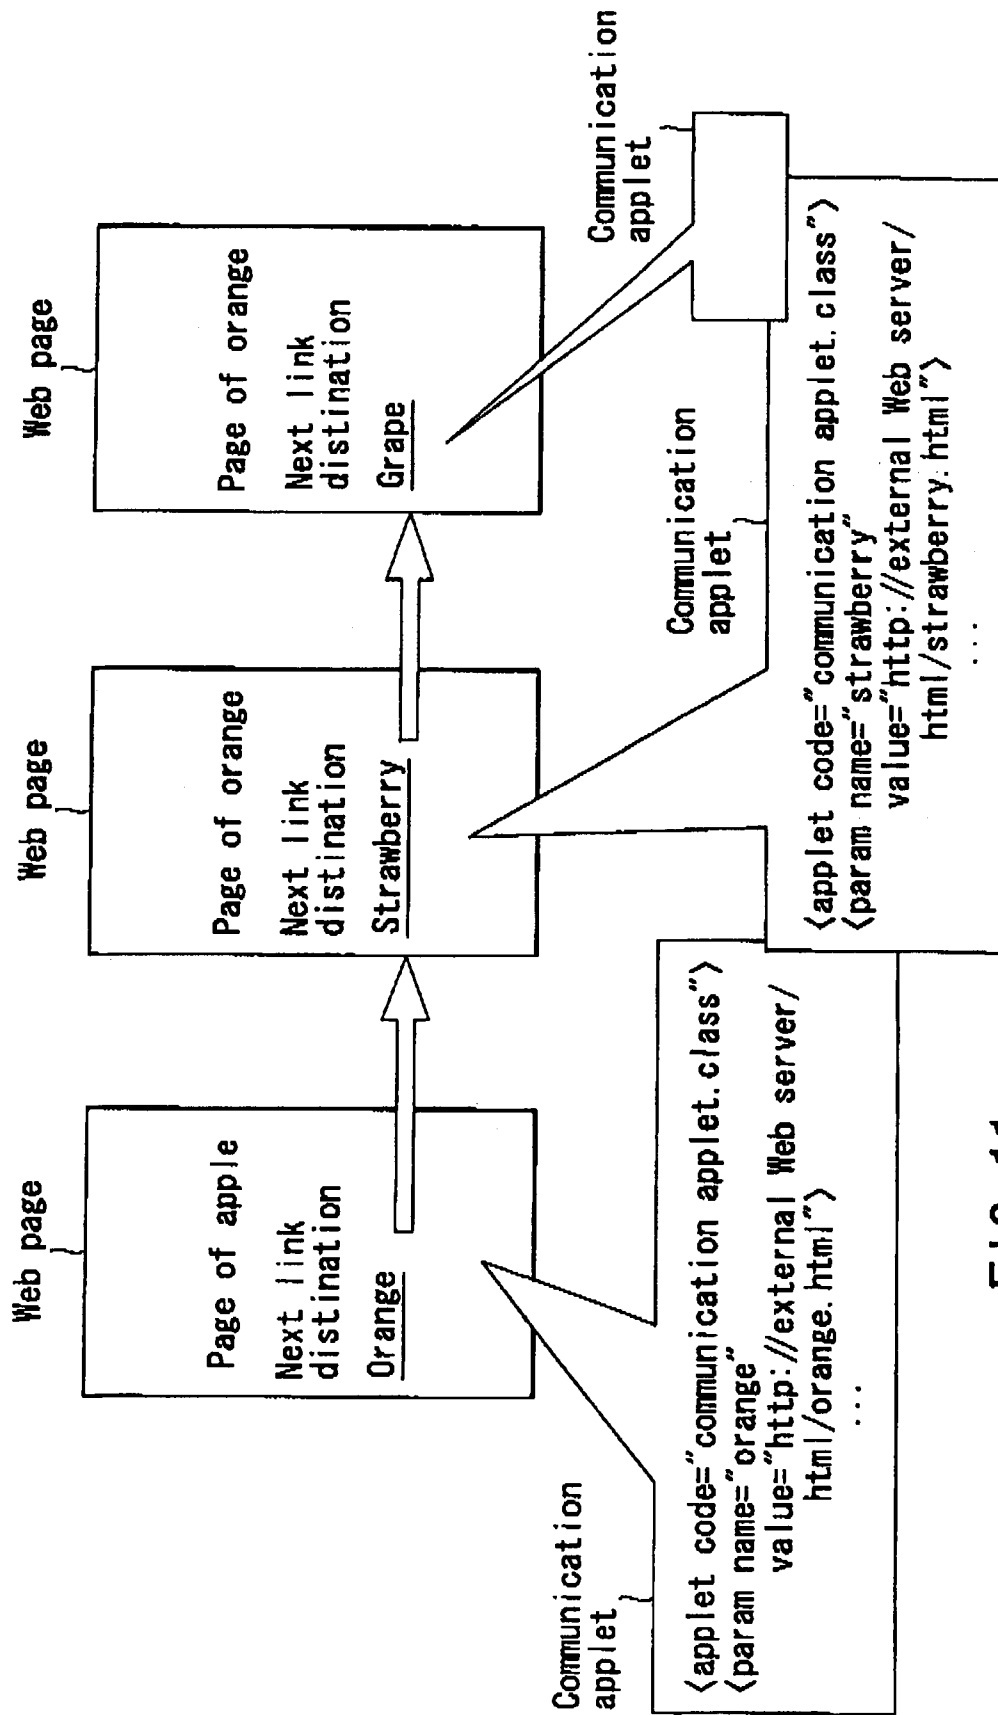 Web page
Page of apple
Next link
distination
Orange
Communication
applet
<applet code="communication applet.class">
<param name="orange"
value="http://external Web server/
html/orange.html">
...
Web page
Page of orange
Next link
distination
Strawberry
Communication
applet
<applet code="communication applet.class">
<param name="strawberry"
value="http://external Web server/
html/strawberry.html">
...
Web page
Page of orange
Next link
distination
Grape
Communication
applet